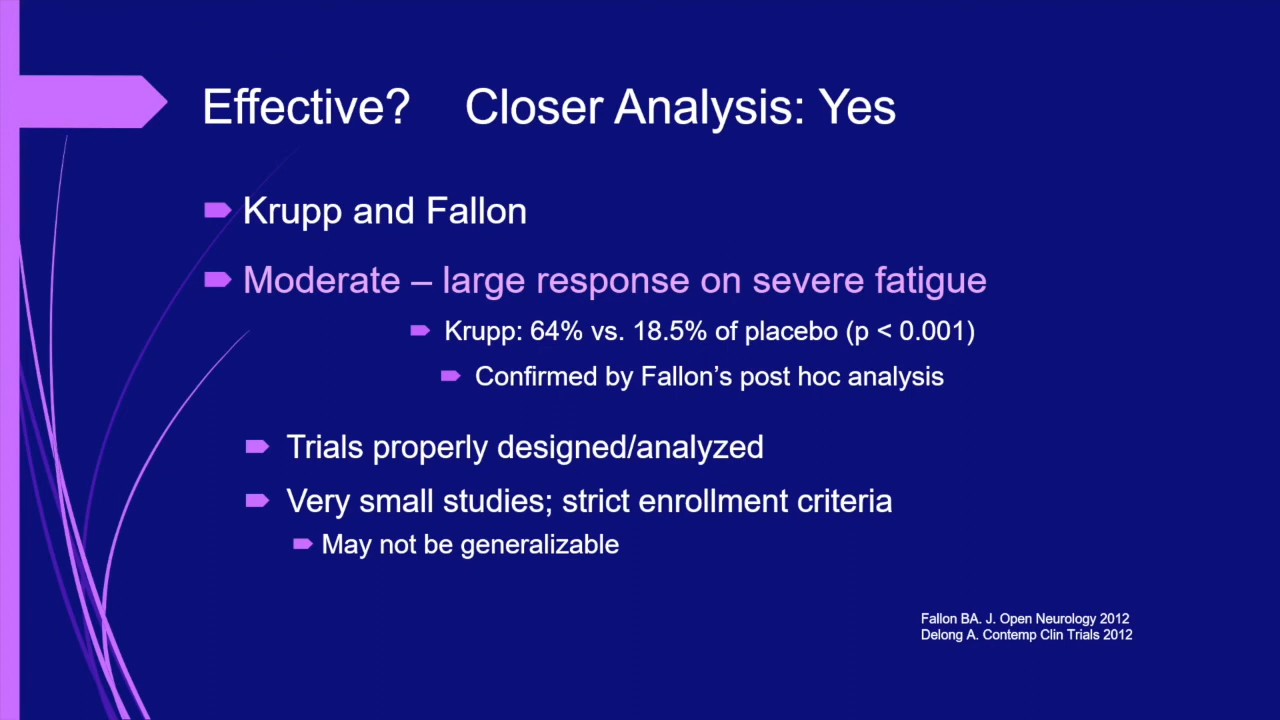 Effective? Closer Analysis: Yes
Krupp and Fallon
Moderate – large response on severe fatigue
Krupp: 64% vs. 18.5% of placebo (p < 0.001)
Confirmed by Fallon’s post hoc analysis
Trials properly designed/analyzed
Very small studies; strict enrollment criteria
May not be generalizable
Fallon BA. J. Open Neurology 2012
Delong A. Contemp Clin Trials 2012